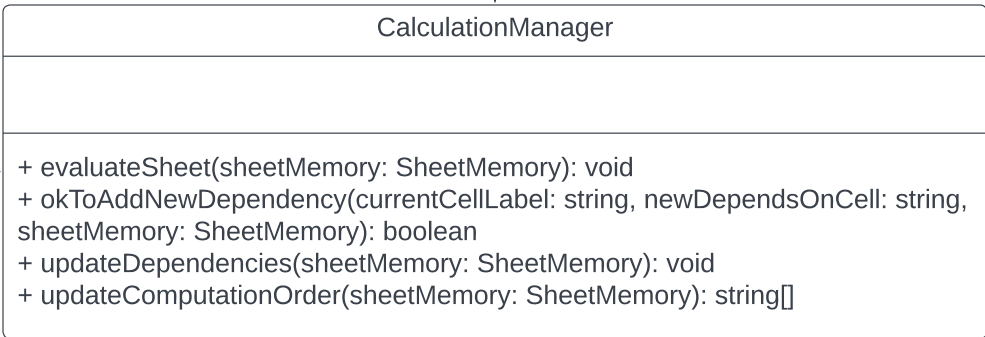 CalculationManager
+ evaluateSheet(sheetMemory: SheetMemory): void
+ okToAddNewDependency(currentCellLabel: string, newDependsOnCell: string,
sheetMemory: SheetMemory): boolean
+ updateDependencies(sheetMemory: SheetMemory): void
+ updateComputationOrder(sheetMemory: SheetMemory): string[]